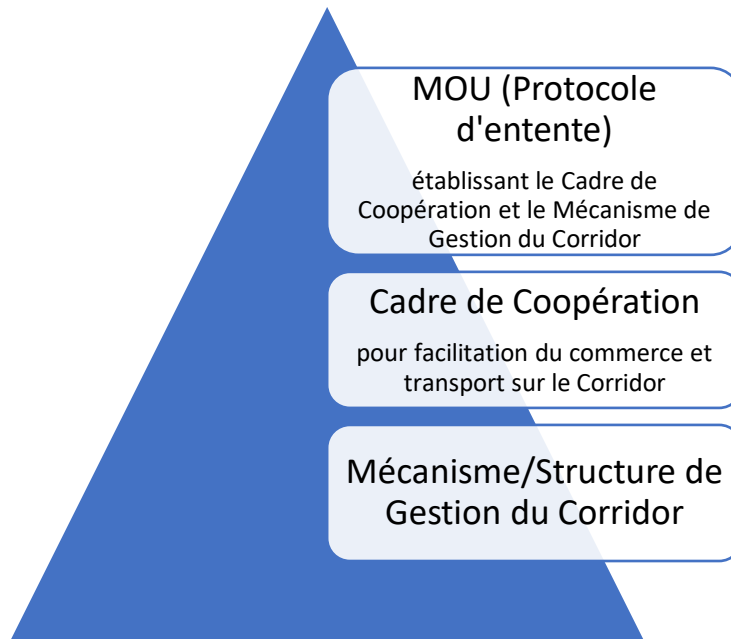 MOU (Protocole
d'entente)
établissant le Cadre de
Coopération et le Mécanisme de
Gestion du Corridor
Cadre de Coopération
pour facilitation du commerce et
transport sur le Corridor
Mécanisme/Structure de
Gestion du Corridor